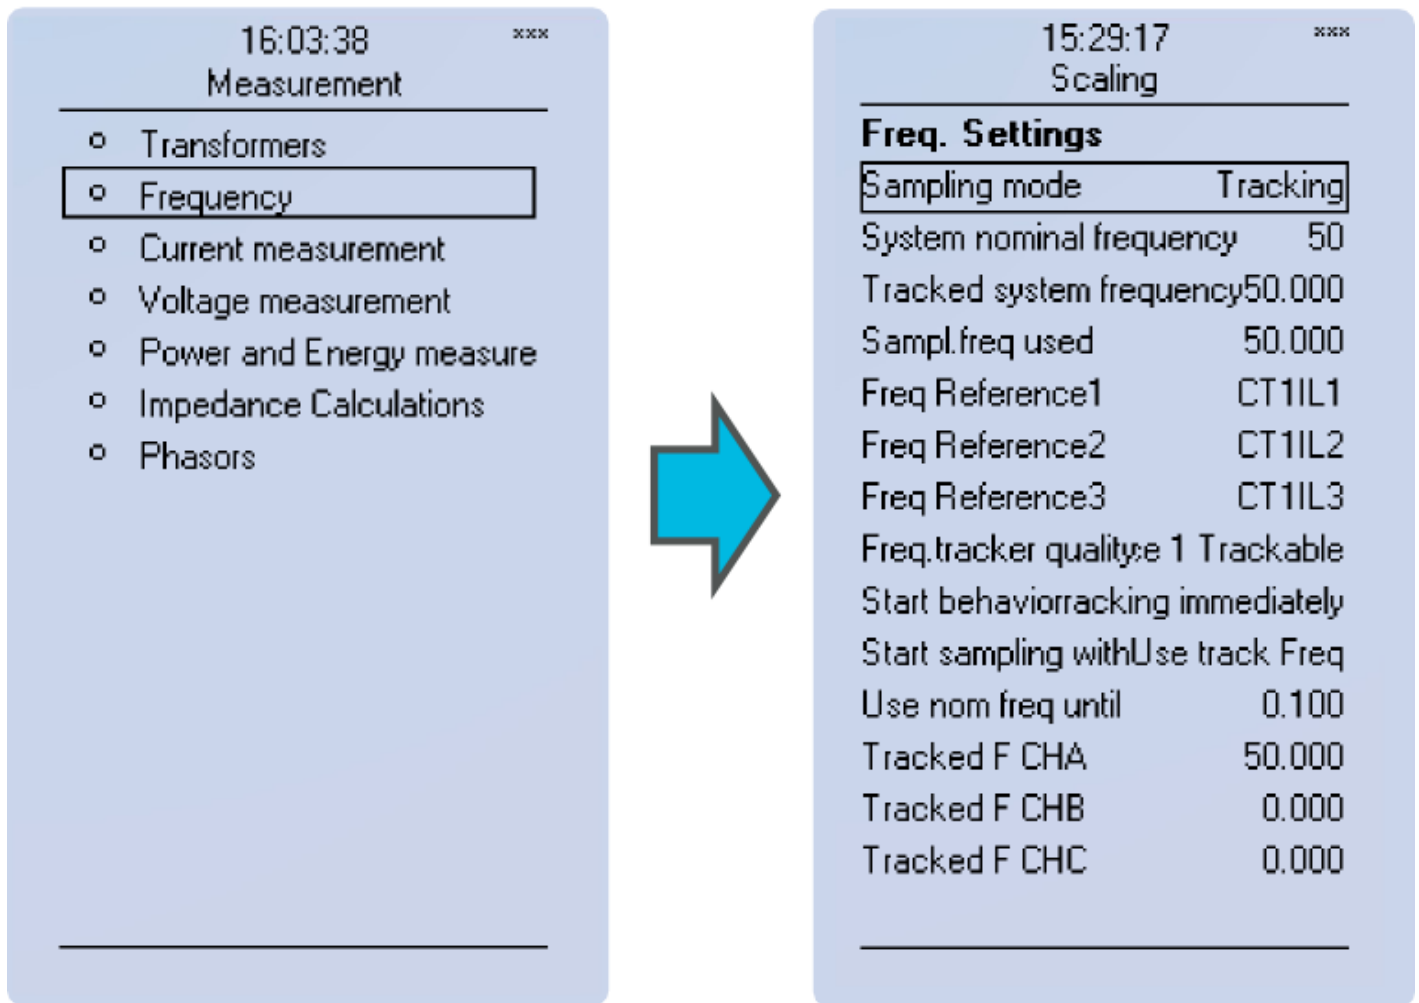 16:03:38 ×××
Measurement
Transformers
Frequency
Current measurement
Voltage measurement
Power and Energy measure
Impedance Calculations
Phasors
15:29:17 ×××
Scaling
Freq. Settings
Sampling mode Tracking
System nominal frequency 50
Tracked system frequency50.000
Sampl.freq used 50.000
Freq Reference1 CT1IL1
Freq Reference2 CT1IL2
Freq Reference3 CT1IL3
Freq.tracker quality:e 1 Trackable
Start behaviorracking immediately
Start sampling withUse track Freq
Use nom freq until 0.100
Tracked F CHA 50.000
Tracked F CHB 0.000
Tracked F CHC 0.000